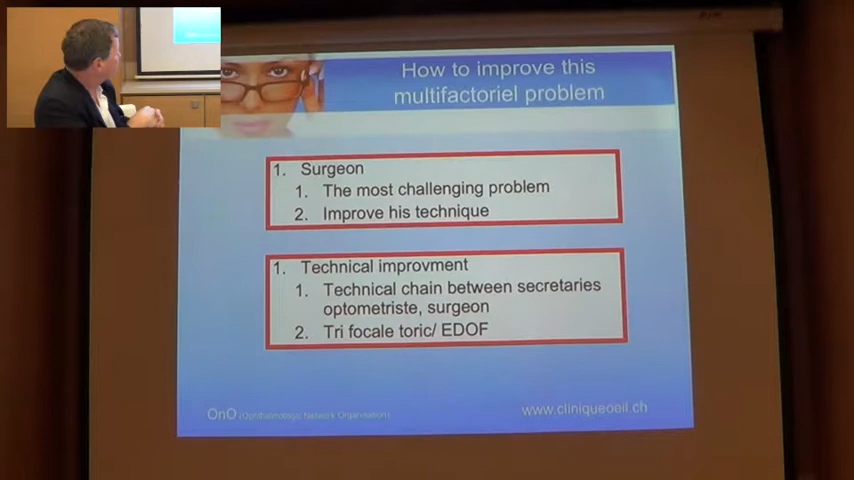 How to improve this
multifactoriel problem
1. Surgeon
1. The most challenging problem
2. Improve his technique
1. Technical improvment
1. Technical chain between secretaries
optometriste, surgeon
2. Tri focale toric/ EDOF
OnO (Ophthalmologic Network Organisation)
www.cliniqueoeil.ch